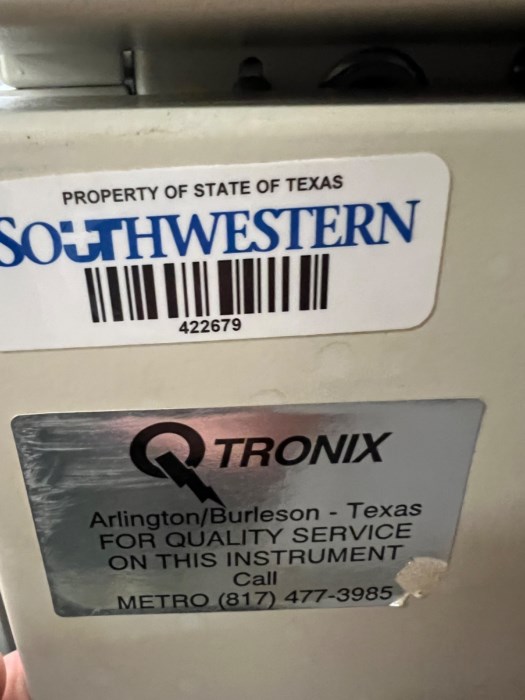 PROPERTY OF STATE OF TEXAS
SOUTHWESTERN
422679
Q TRONIX
Arlington/Burleson - Texas
FOR QUALITY SERVICE
ON THIS INSTRUMENT
Call
METRO (817) 477-3985